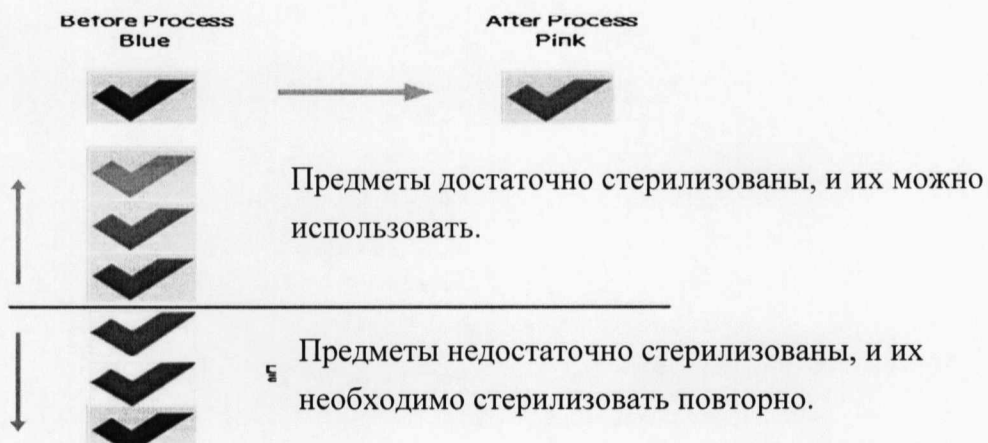 Before Process
Blue
After Process
Pink
Предметы достаточно стерилизованы, и их можно
использовать.
Предметы недостаточно стерилизованы, и их
необходимо стерилизовать повторно.